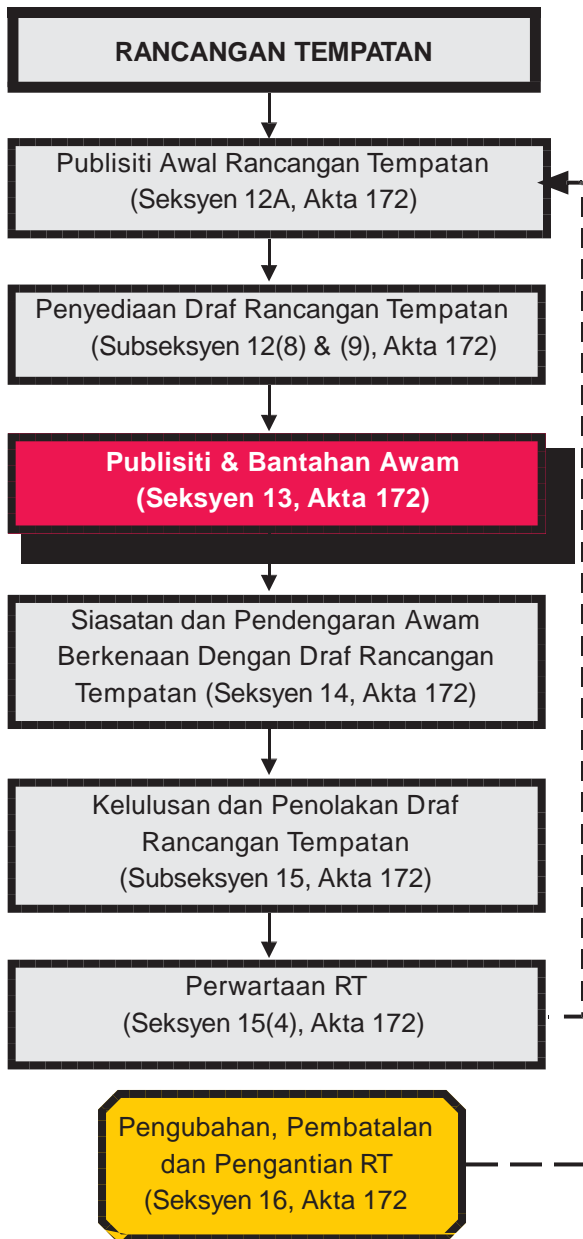 RANCANGAN TEMPATAN
Publisiti Awal Rancangan Tempatan
(Seksyen 12A, Akta 172)
Penyediaan Draf Rancangan Tempatan
(Subseksyen 12(8) & (9), Akta 172)
Publisiti & Bantahan Awam
(Seksyen 13, Akta 172)
Siasatan dan Pendengaran Awam
Berkenaan Dengan Draf Rancangan
Tempatan (Seksyen 14, Akta 172)
Kelulusan dan Penolakan Draf
Rancangan Tempatan
(Subseksyen 15, Akta 172)
Perwartaan RT
(Seksyen 15(4), Akta 172)
Pengubahan, Pembatalan
dan Pengantian RT
(Seksyen 16, Akta 172